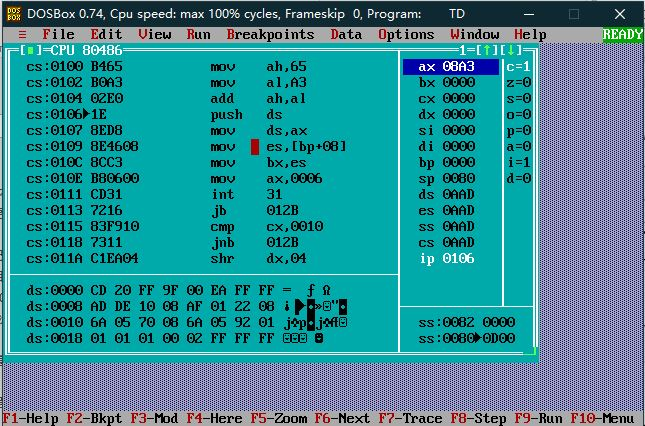 DOSBox 0.74, Cpu speed: max 100% cycles, Frameskip 0, Program: TD
≡ File Edit View Run Breakpoints Data Options Window Help READY
[■]=CPU 80486 1=[↑][↓]
cs:0100 B465 mov ah,65 ax 08A3 c=1
cs:0102 B0A3 mov al,A3 bx 0000 z=0
cs:0104 02E0 add ah,al cx 0000 s=0
cs:0106►1E push ds dx 0000 o=0
cs:0107 8ED8 mov ds,ax si 0000 p=0
cs:0109 8E4608 mov es,[bp+08] di 0000 a=0
cs:010C 8CC3 mov bx,es bp 0000 i=1
cs:010E B80600 mov ax,0006 sp 0080 d=0
cs:0111 CD31 int 31 ds 0AAD
cs:0113 7216 jb 012B es 0AAD
cs:0115 83F910 cmp cx,0010 ss 0AAD
cs:0118 7311 jnb 012B cs 0AAD
cs:011A C1EA04 shr dx,04 ip 0106
ds:0000 CD 20 FF 9F 00 EA FF FF = ƒ Ω
ds:0008 AD DE 10 08 AF 01 22 08
ds:0010 6A 05 70 08 6A 05 92 01 ss:0082 0000
ds:0018 01 01 01 00 02 FF FF FF ss:0080►0D00
F1-Help F2-Bkpt F3-Mod F4-Here F5-Zoom F6-Next F7-Trace F8-Step F9-Run F10-Menu